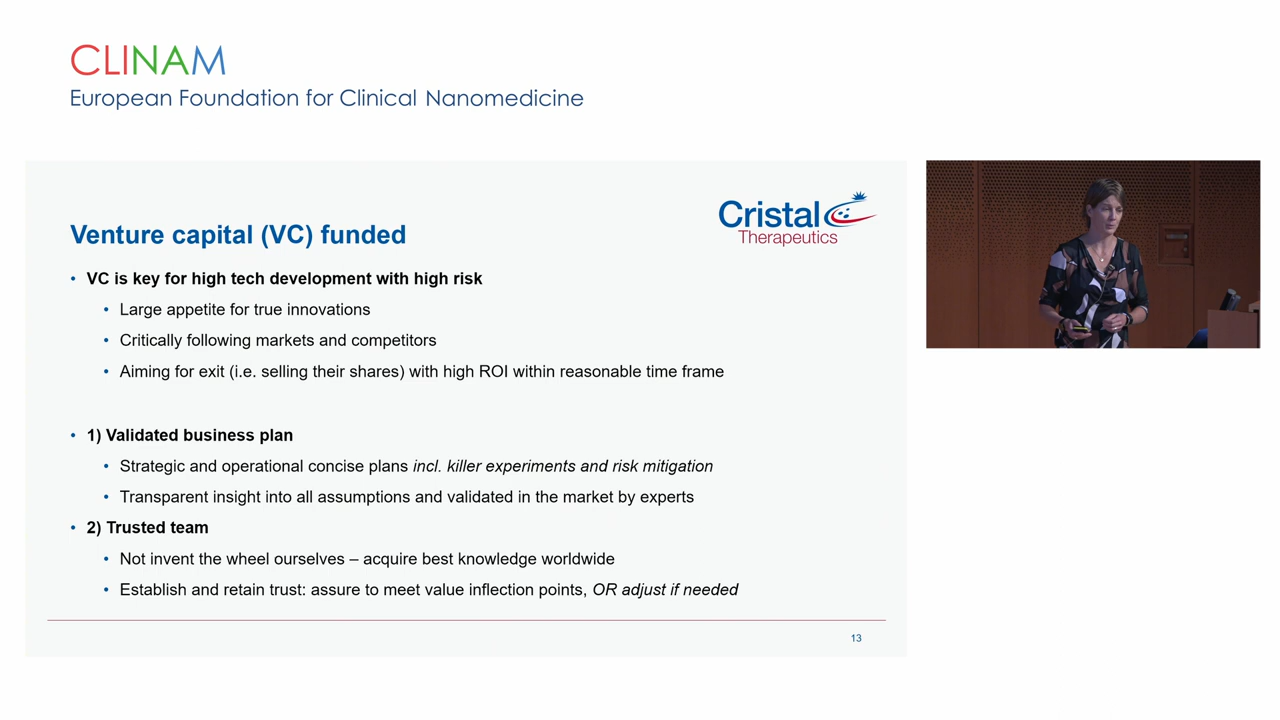 CLINAM
European Foundation for Clinical Nanomedicine
Cristal
Therapeutics
Venture capital (VC) funded
• VC is key for high tech development with high risk
• Large appetite for true innovations
• Critically following markets and competitors
• Aiming for exit (i.e. selling their shares) with high ROI within reasonable time frame
• 1) Validated business plan
• Strategic and operational concise plans incl. killer experiments and risk mitigation
• Transparent insight into all assumptions and validated in the market by experts
• 2) Trusted team
• Not invent the wheel ourselves – acquire best knowledge worldwide
• Establish and retain trust: assure to meet value inflection points, OR adjust if needed
13